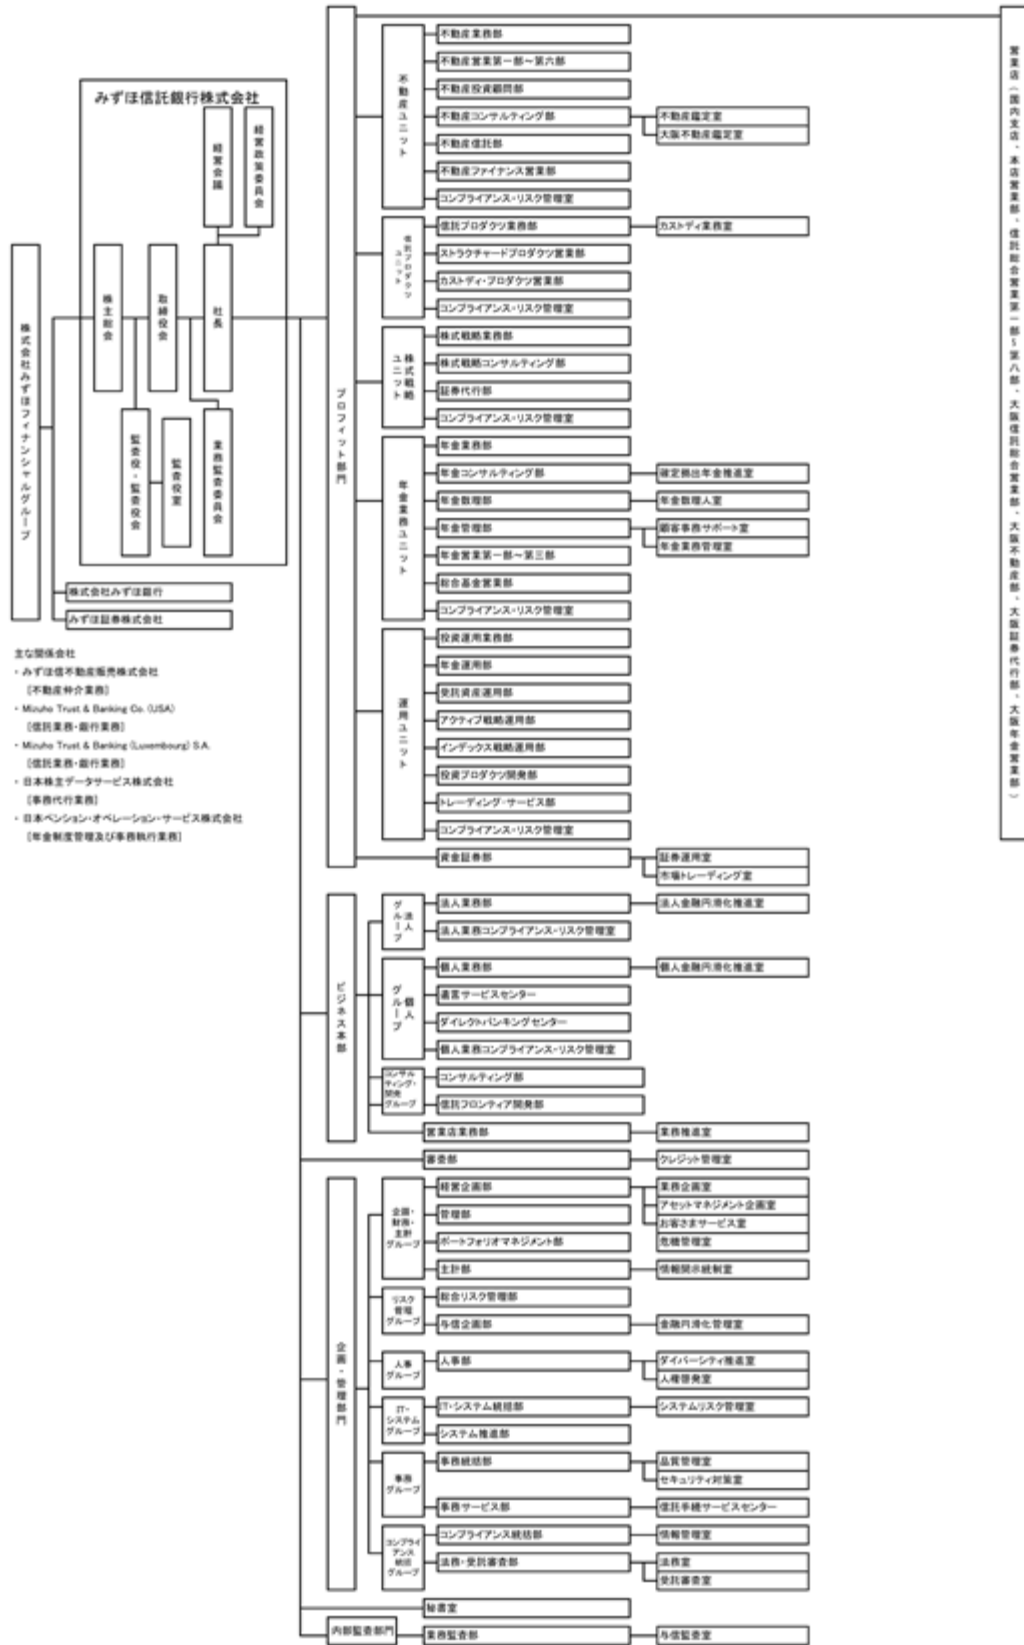 みずほ信託銀行株式会社
経営会議
経営政策委員会
株主総会
取締役会
社長
監査役・監査役会
監査役室
業務監査委員会
株式会社みずほフィナンシャルグループ
株式会社みずほ銀行
みずほ証券株式会社
主な関係会社
・みずほ信不動産販売株式会社
［不動産仲介業務］
・Mizuho Trust & Banking Co. (USA)
［信託業務・銀行業務］
・Mizuho Trust & Banking (Luxembourg) S.A.
［信託業務・銀行業務］
・日本株主データサービス株式会社
［事務代行業務］
・日本ペンション・オペレーション・サービス株式会社
［年金制度管理及び事務執行業務］
プロフィット部門
不動産ユニット
不動産業務部
不動産営業第一部～第六部
不動産投資顧問部
不動産コンサルティング部
不動産鑑定室
大阪不動産鑑定室
不動産信託部
不動産ファイナンス営業部
コンプライアンス・リスク管理室
信託プロダクツユニット
信託プロダクツ業務部
カストディ業務室
ストラクチャードプロダクツ営業部
カストディ・プロダクツ営業部
コンプライアンス・リスク管理室
株式戦略ユニット
株式戦略業務部
株式戦略コンサルティング部
証券代行部
コンプライアンス・リスク管理室
年金業務ユニット
年金業務部
年金コンサルティング部
確定拠出年金推進室
年金数理部
年金数理人室
年金管理部
顧客事務サポート室
年金業務管理室
年金営業第一部～第三部
総合基金営業部
コンプライアンス・リスク管理室
運用ユニット
投資運用業務部
年金運用部
受託資産運用部
アクティブ戦略運用部
インデックス戦略運用部
投資プロダクツ開発部
トレーディング・サービス部
コンプライアンス・リスク管理室
資金証券部
証券運用室
市場トレーディング室
ビジネス本部
法人グループ
法人業務部
法人金融円滑化推進室
法人業務コンプライアンス・リスク管理室
個人グループ
個人業務部
個人金融円滑化推進室
遺言サービスセンター
ダイレクトバンキングセンター
個人業務コンプライアンス・リスク管理室
コンサルティング・開発グループ
コンサルティング部
信託フロンティア開発部
営業店業務部
業務推進室
審査部
クレジット管理室
企画・管理部門
企画・財務・主計グループ
経営企画部
業務企画室
アセットマネジメント企画室
お客さまサービス室
管理部
危機管理室
ポートフォリオマネジメント部
主計部
情報開示統制室
リスク管理グループ
総合リスク管理部
与信企画部
金融円滑化管理室
人事グループ
人事部
ダイバーシティ推進室
人権啓発室
IT・システムグループ
IT・システム統括部
システムリスク管理室
システム推進部
事務グループ
事務統括部
品質管理室
セキュリティ対策室
事務サービス部
信託手続サービスセンター
コンプライアンス統括グループ
コンプライアンス統括部
情報管理室
法務・受託審査部
法務室
受託審査室
秘書室
内部監査部門
業務監査部
与信監査室
営業店（国内支店、本店営業部、信託総合営業第一部～第八部、大阪信託総合営業部、大阪不動産部、大阪証券代行部、大阪年金営業部）